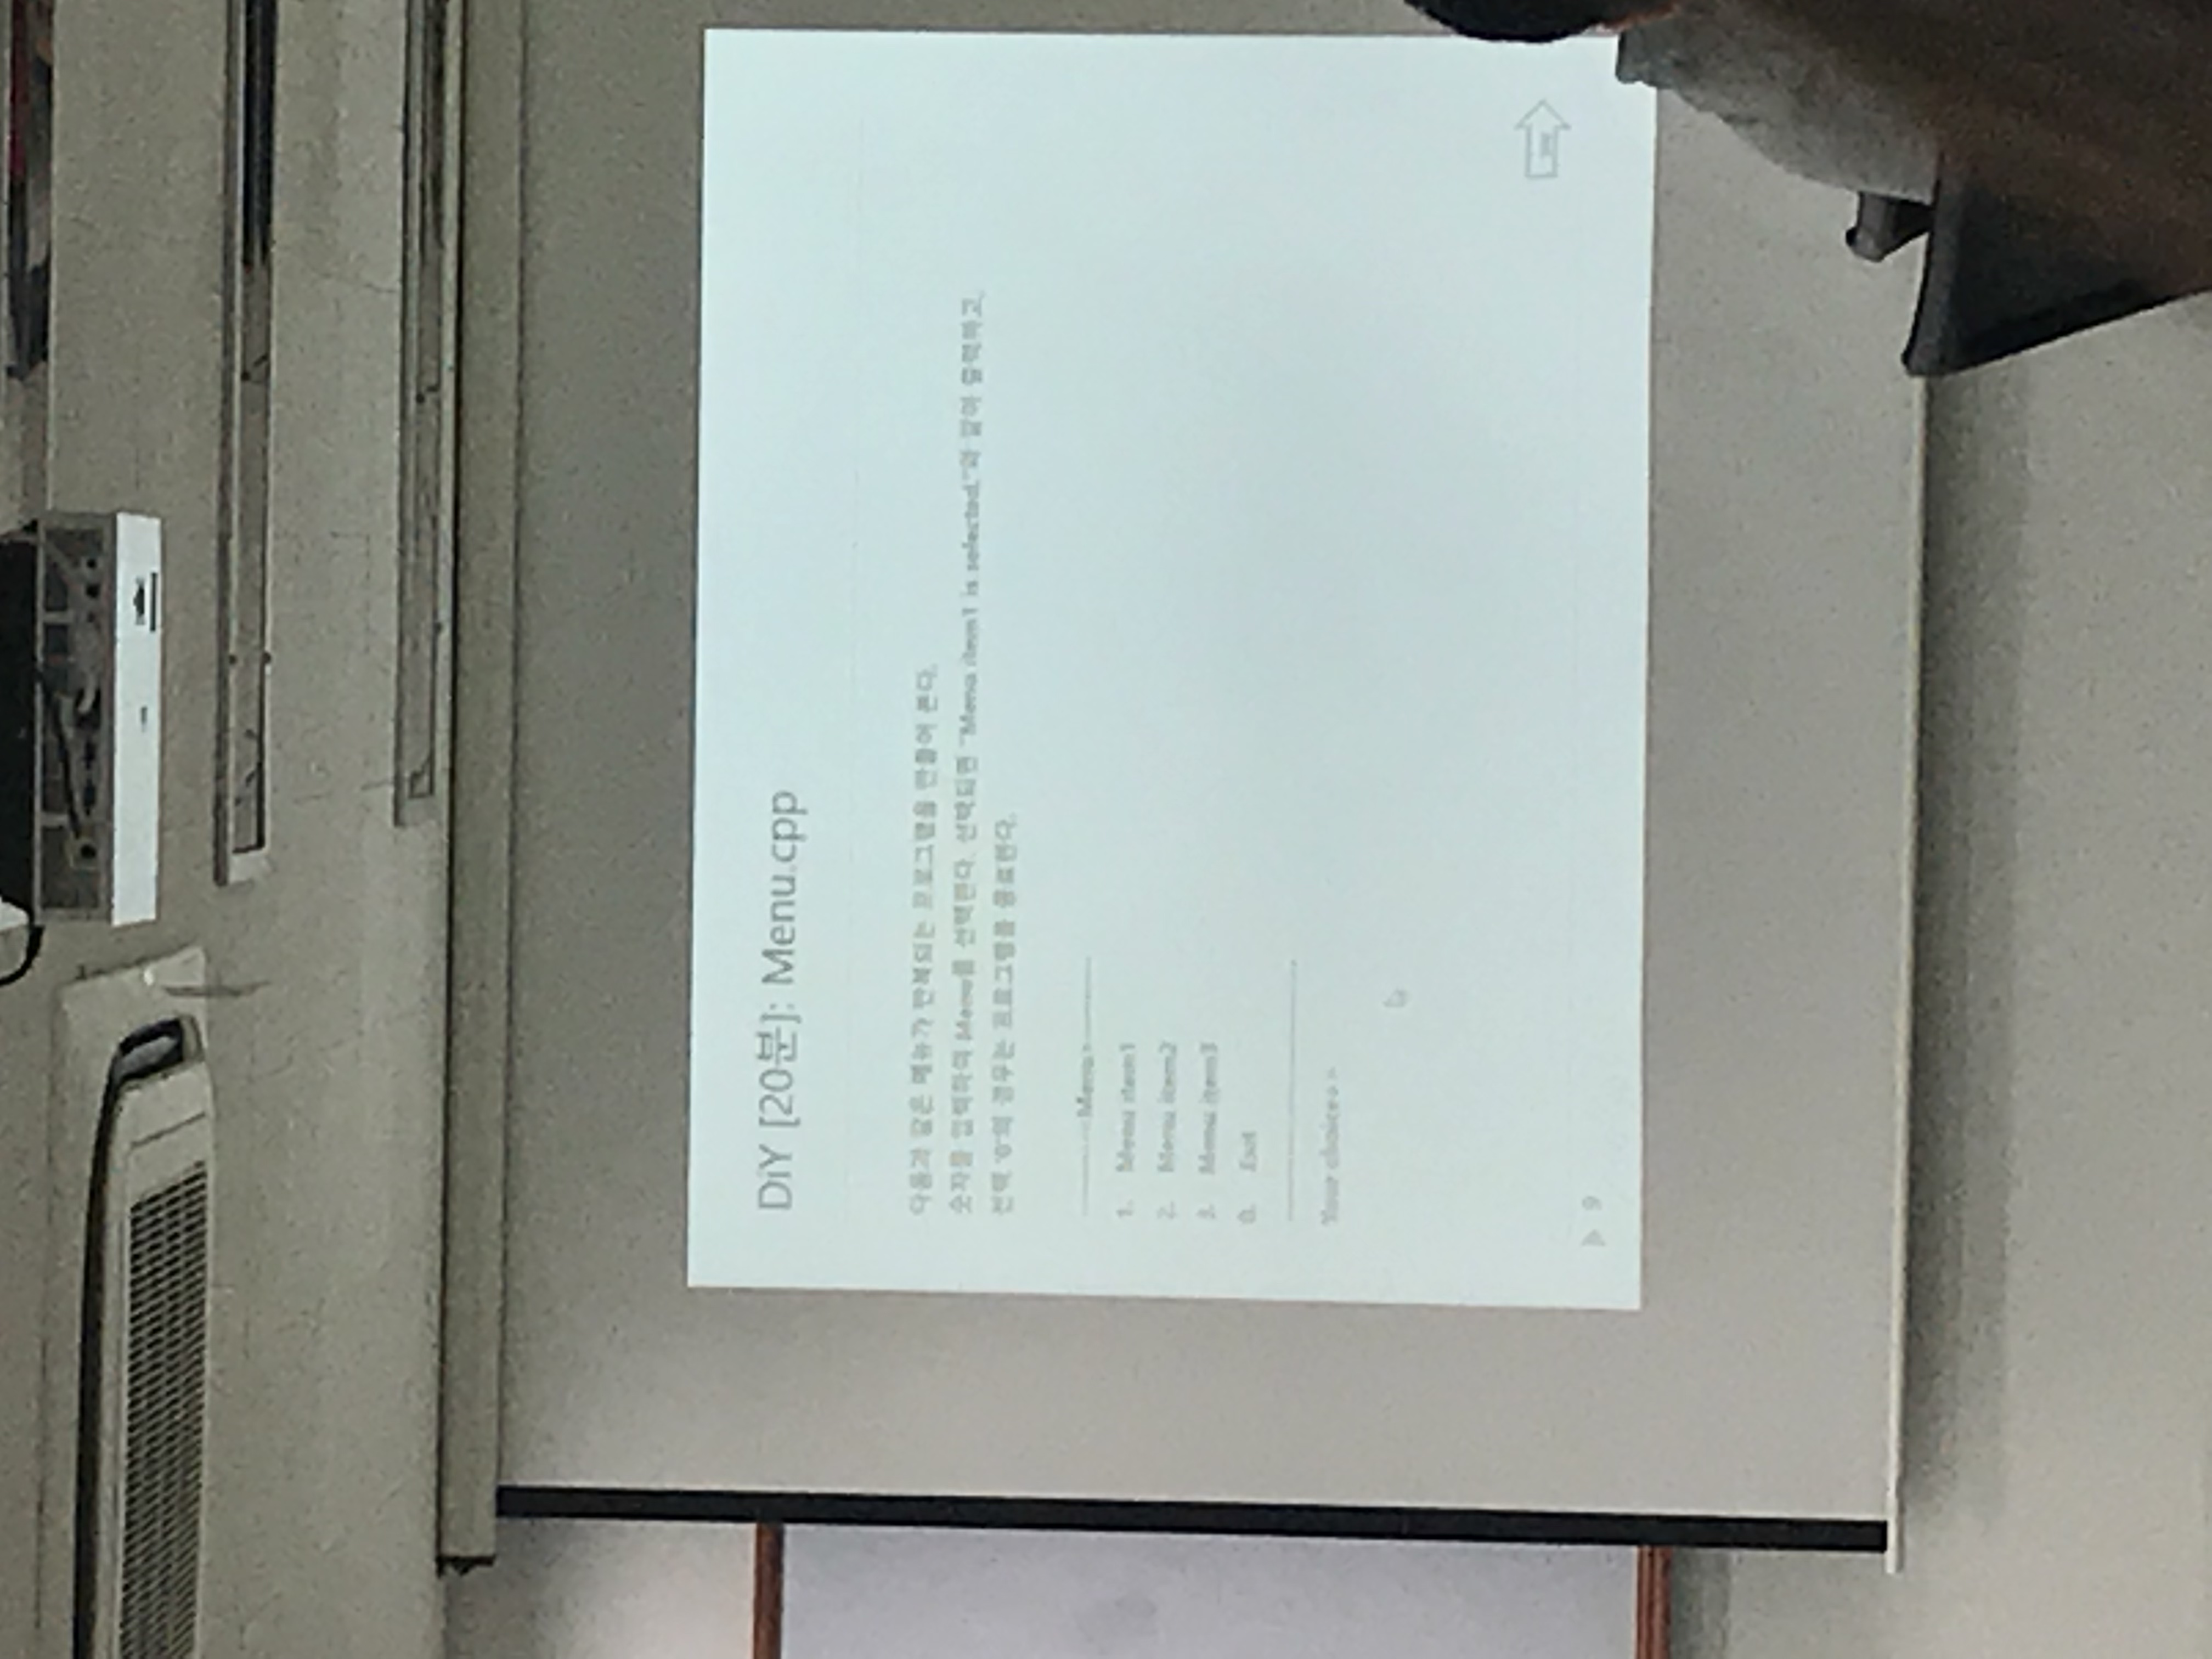 DiY [20분]: Menu.cpp
다음과 같은 메뉴가 반복되는 프로그램을 만들어 본다.
숫자를 입력하여 Menu를 선택한다. 선택되면 "Menu item1 is selected."와 같이 출력하고,
선택 '0'의 경우는 프로그램을 종료한다.
---------Menu---------
1. Menu item1
2. Menu item2
3. Menu item3
0. Exit
Your choice>>
9